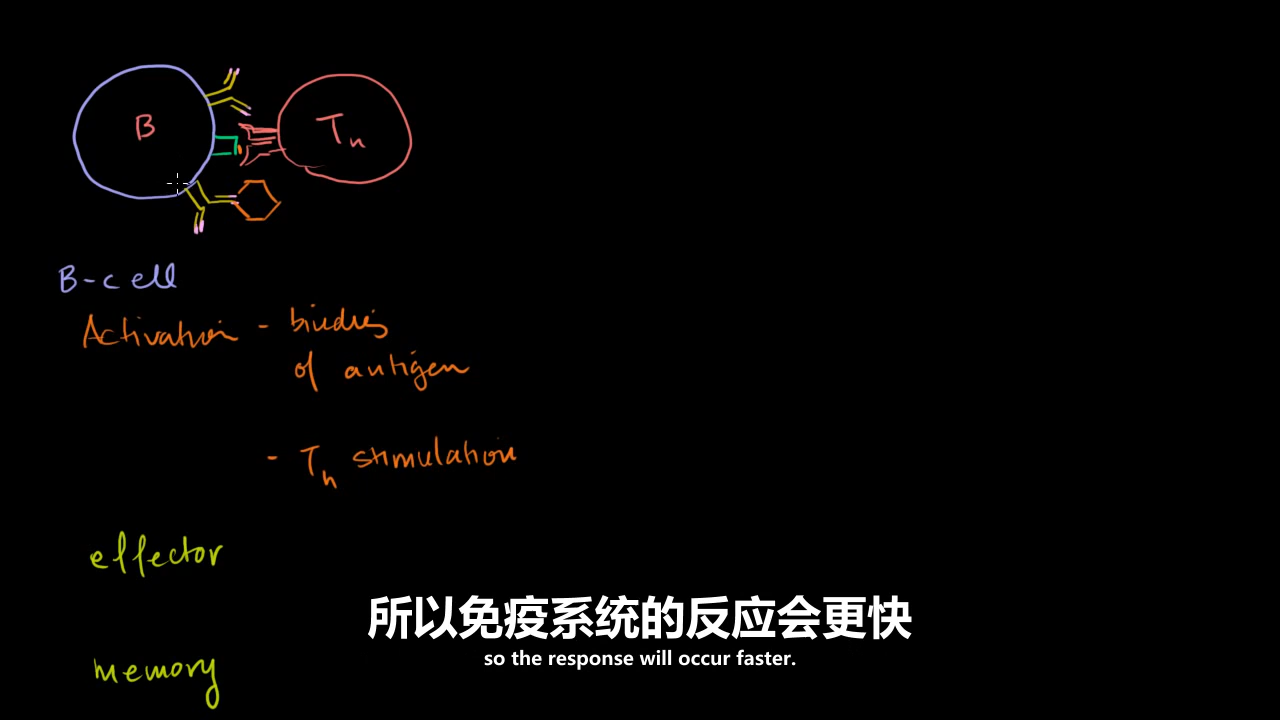 B
Th
B-cell
Activation - binding
of antigen
- Th stimulation
effector
memory
所以免疫系统的反应会更快
so the response will occur faster.